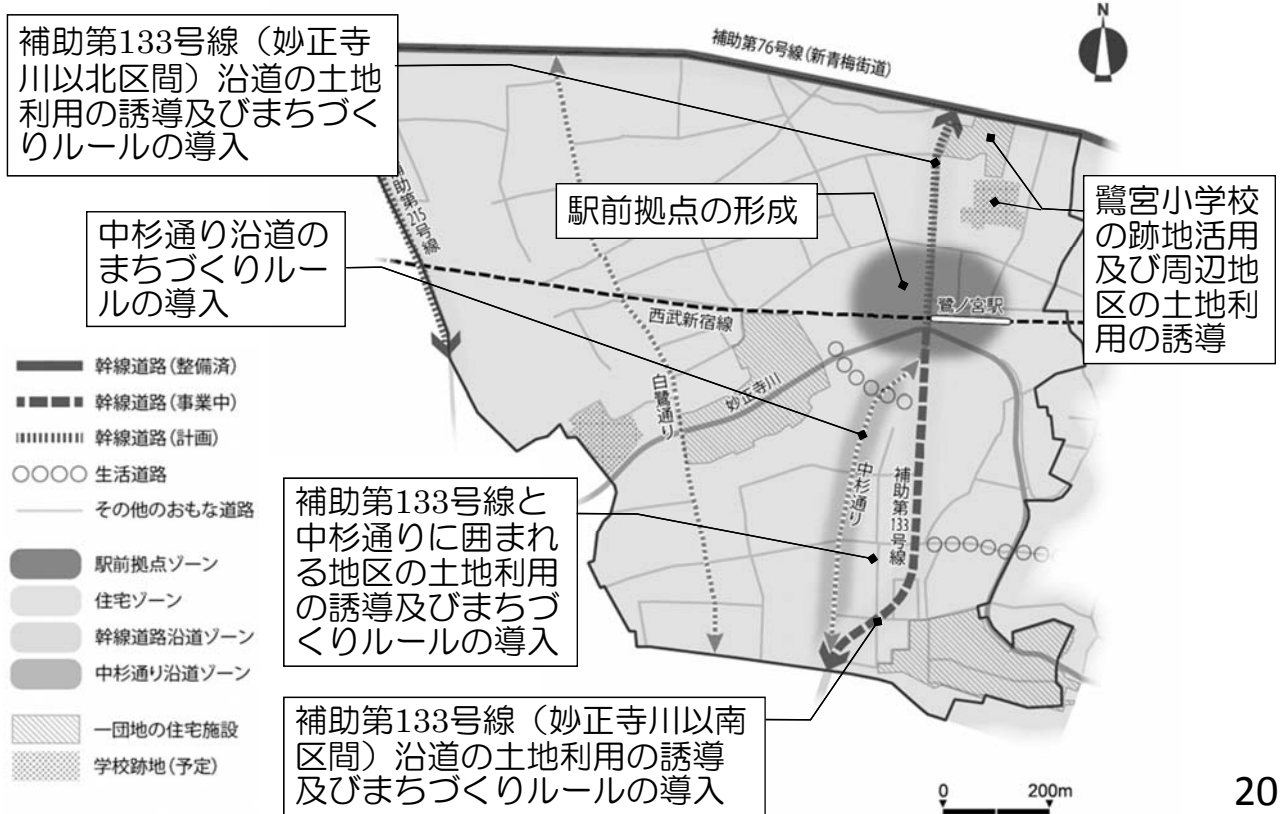 補助第133号線（妙正寺
川以北区間）沿道の土地
利用の誘導及びまちづく
りルールの導入
補助第76号線（新青梅街道）
N
補助第215号線
駅前拠点の形成
鷺宮小学校
の跡地活用
及び周辺地
区の土地利
用の誘導
中杉通り沿道の
まちづくりルー
ルの導入
西武新宿線
鷺ノ宮駅
白鷺通り
妙正寺川
中杉通り
補助第133号線
幹線道路（整備済）
幹線道路（事業中）
幹線道路（計画）
生活道路
その他のおもな道路
駅前拠点ゾーン
住宅ゾーン
幹線道路沿道ゾーン
中杉通り沿道ゾーン
一団地の住宅施設
学校跡地（予定）
補助第133号線と
中杉通りに囲まれ
る地区の土地利用
の誘導及びまちづ
くりルールの導入
補助第133号線（妙正寺川以南
区間）沿道の土地利用の誘導
及びまちづくりルールの導入
0 200m
20